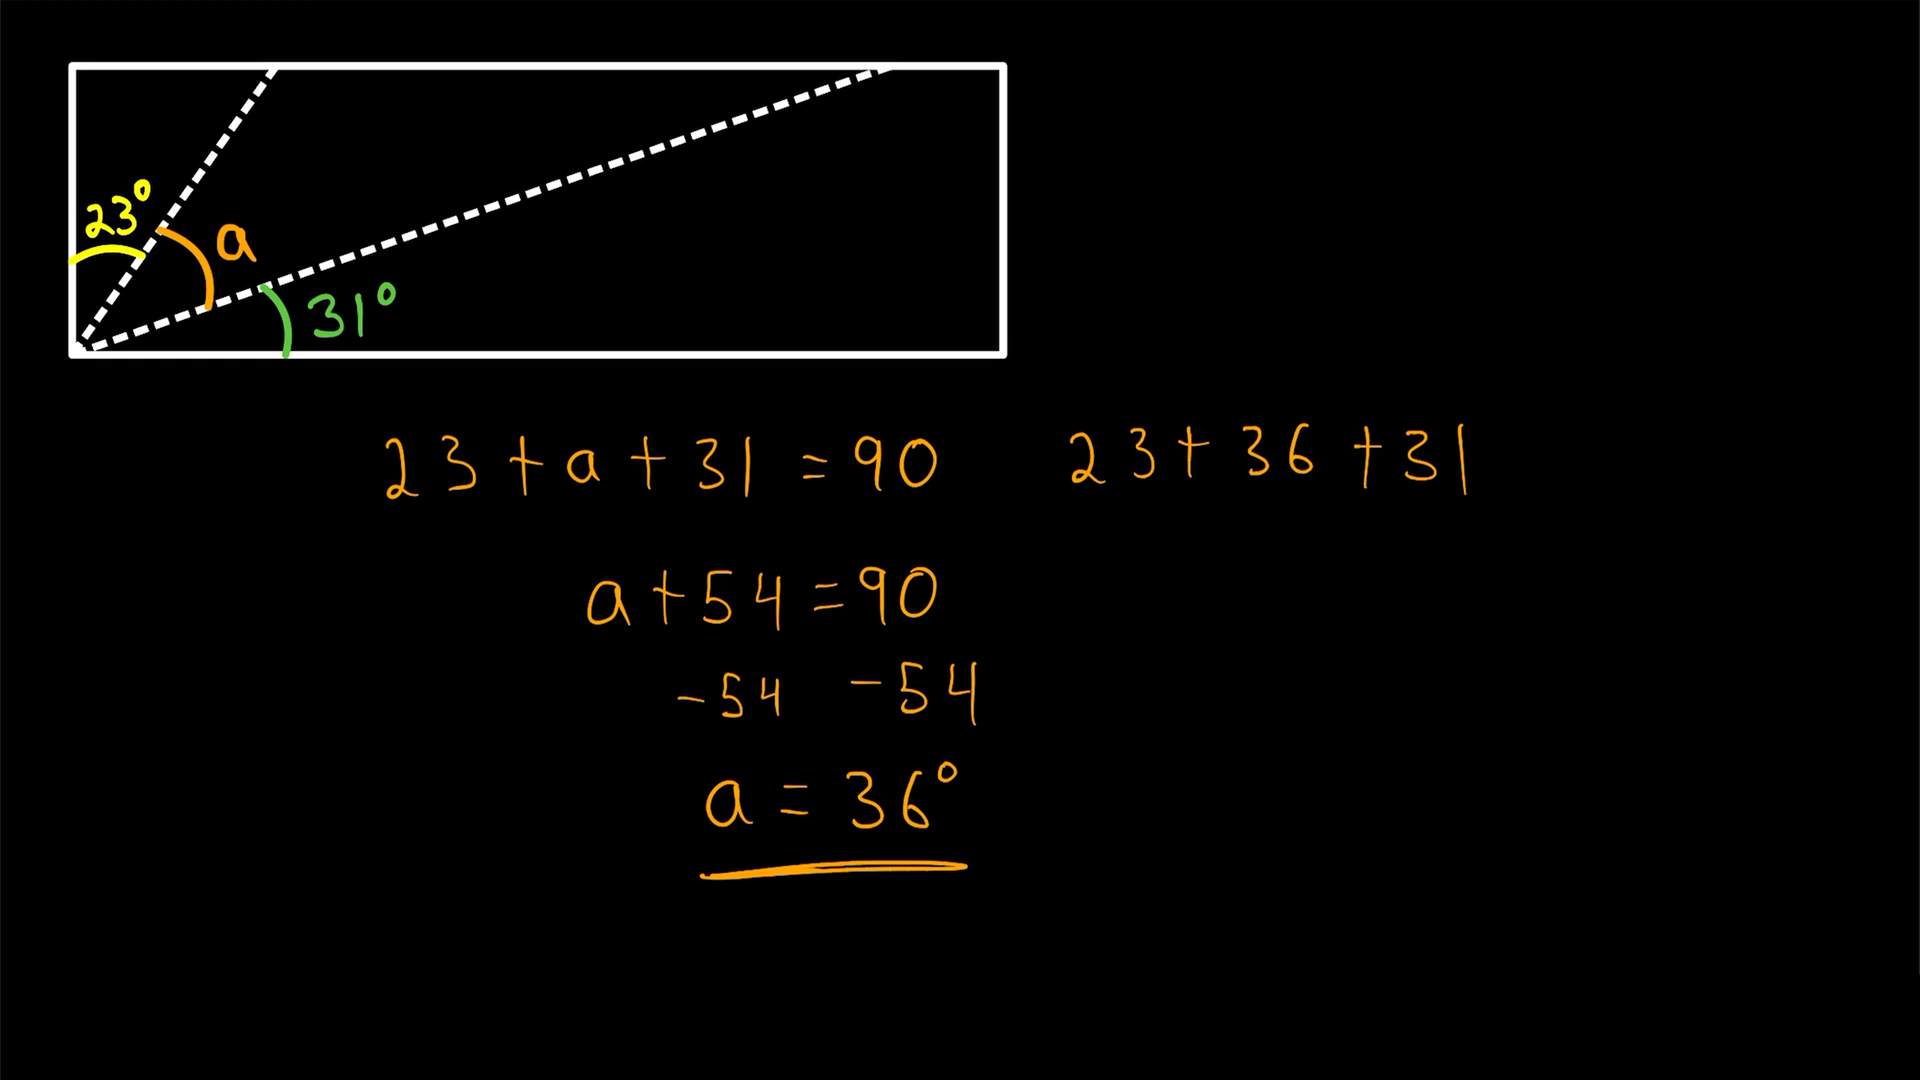 23°
a
31°
23 + a + 31 = 90
23 + 36 + 31
a + 54 = 90
- 54 - 54
a = 36°